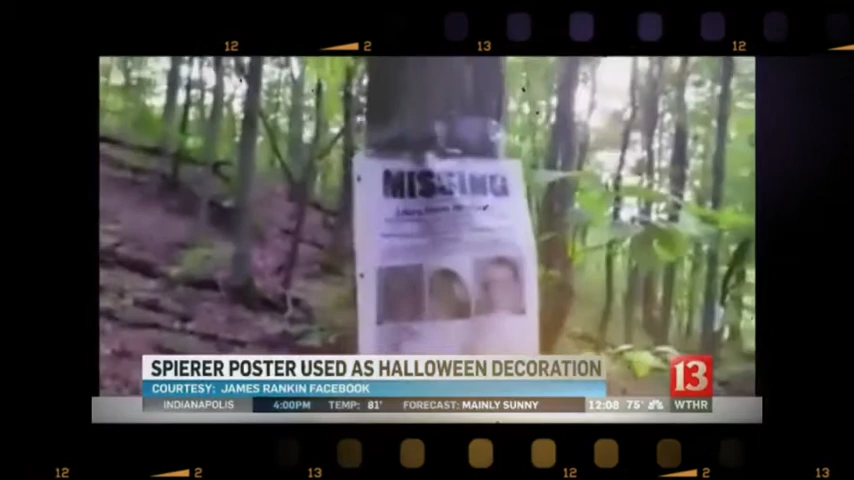 12 2 13 12
MISSING
SPIERER POSTER USED AS HALLOWEEN DECORATION
COURTESY: JAMES RANKIN FACEBOOK
INDIANAPOLIS 4:00PM TEMP: 81° FORECAST: MAINLY SUNNY 12:08 75°
13
WTHR
12 2 13 12 2 13